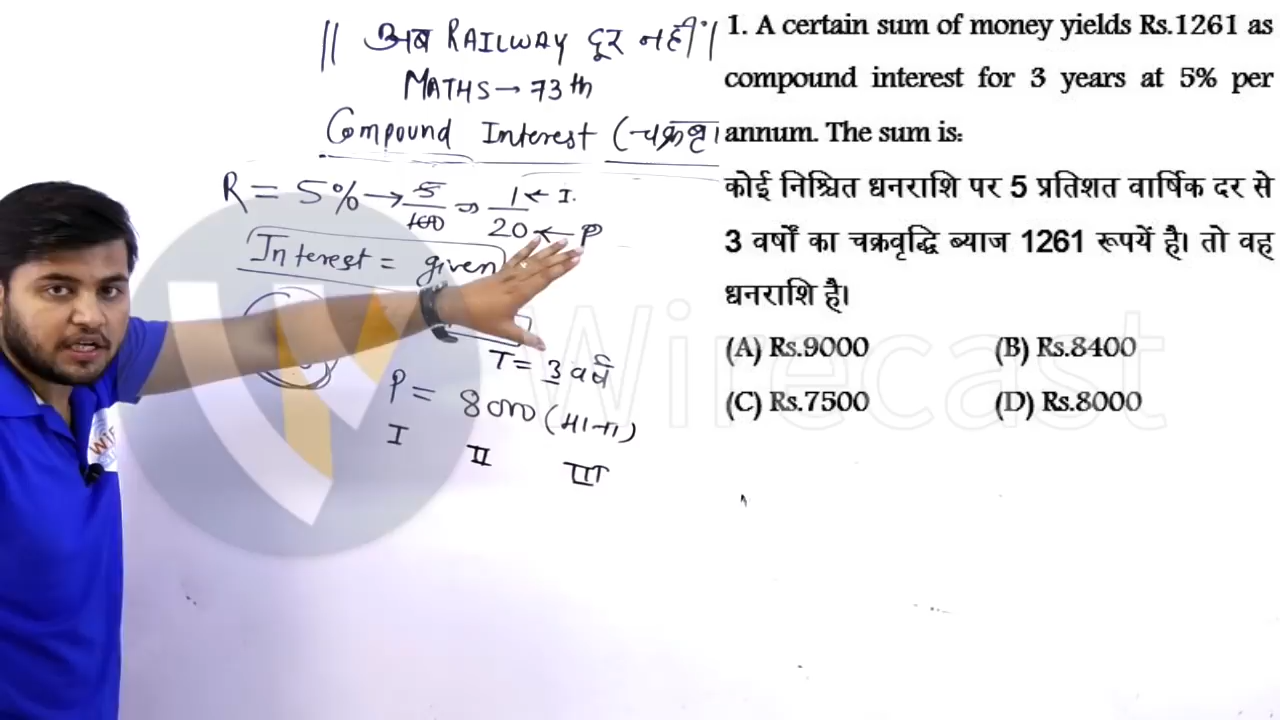 || अब RAILWAY दूर नहीं ||
MATHS → 73th
Compound Interest (चक्रवृ
R = 5% → 5/100 ⇒ 1/20 ← I.
← P
Interest = given
T = 3 वर्ष
P = 8000 (माना)
I II III
1. A certain sum of money yields Rs.1261 as
compound interest for 3 years at 5% per
annum. The sum is:
कोई निश्चित धनराशि पर 5 प्रतिशत वार्षिक दर से
3 वर्षों का चक्रवृद्धि ब्याज 1261 रूपयें है। तो वह
धनराशि है।
(A) Rs.9000 (B) Rs.8400
(C) Rs.7500 (D) Rs.8000
Wirecast